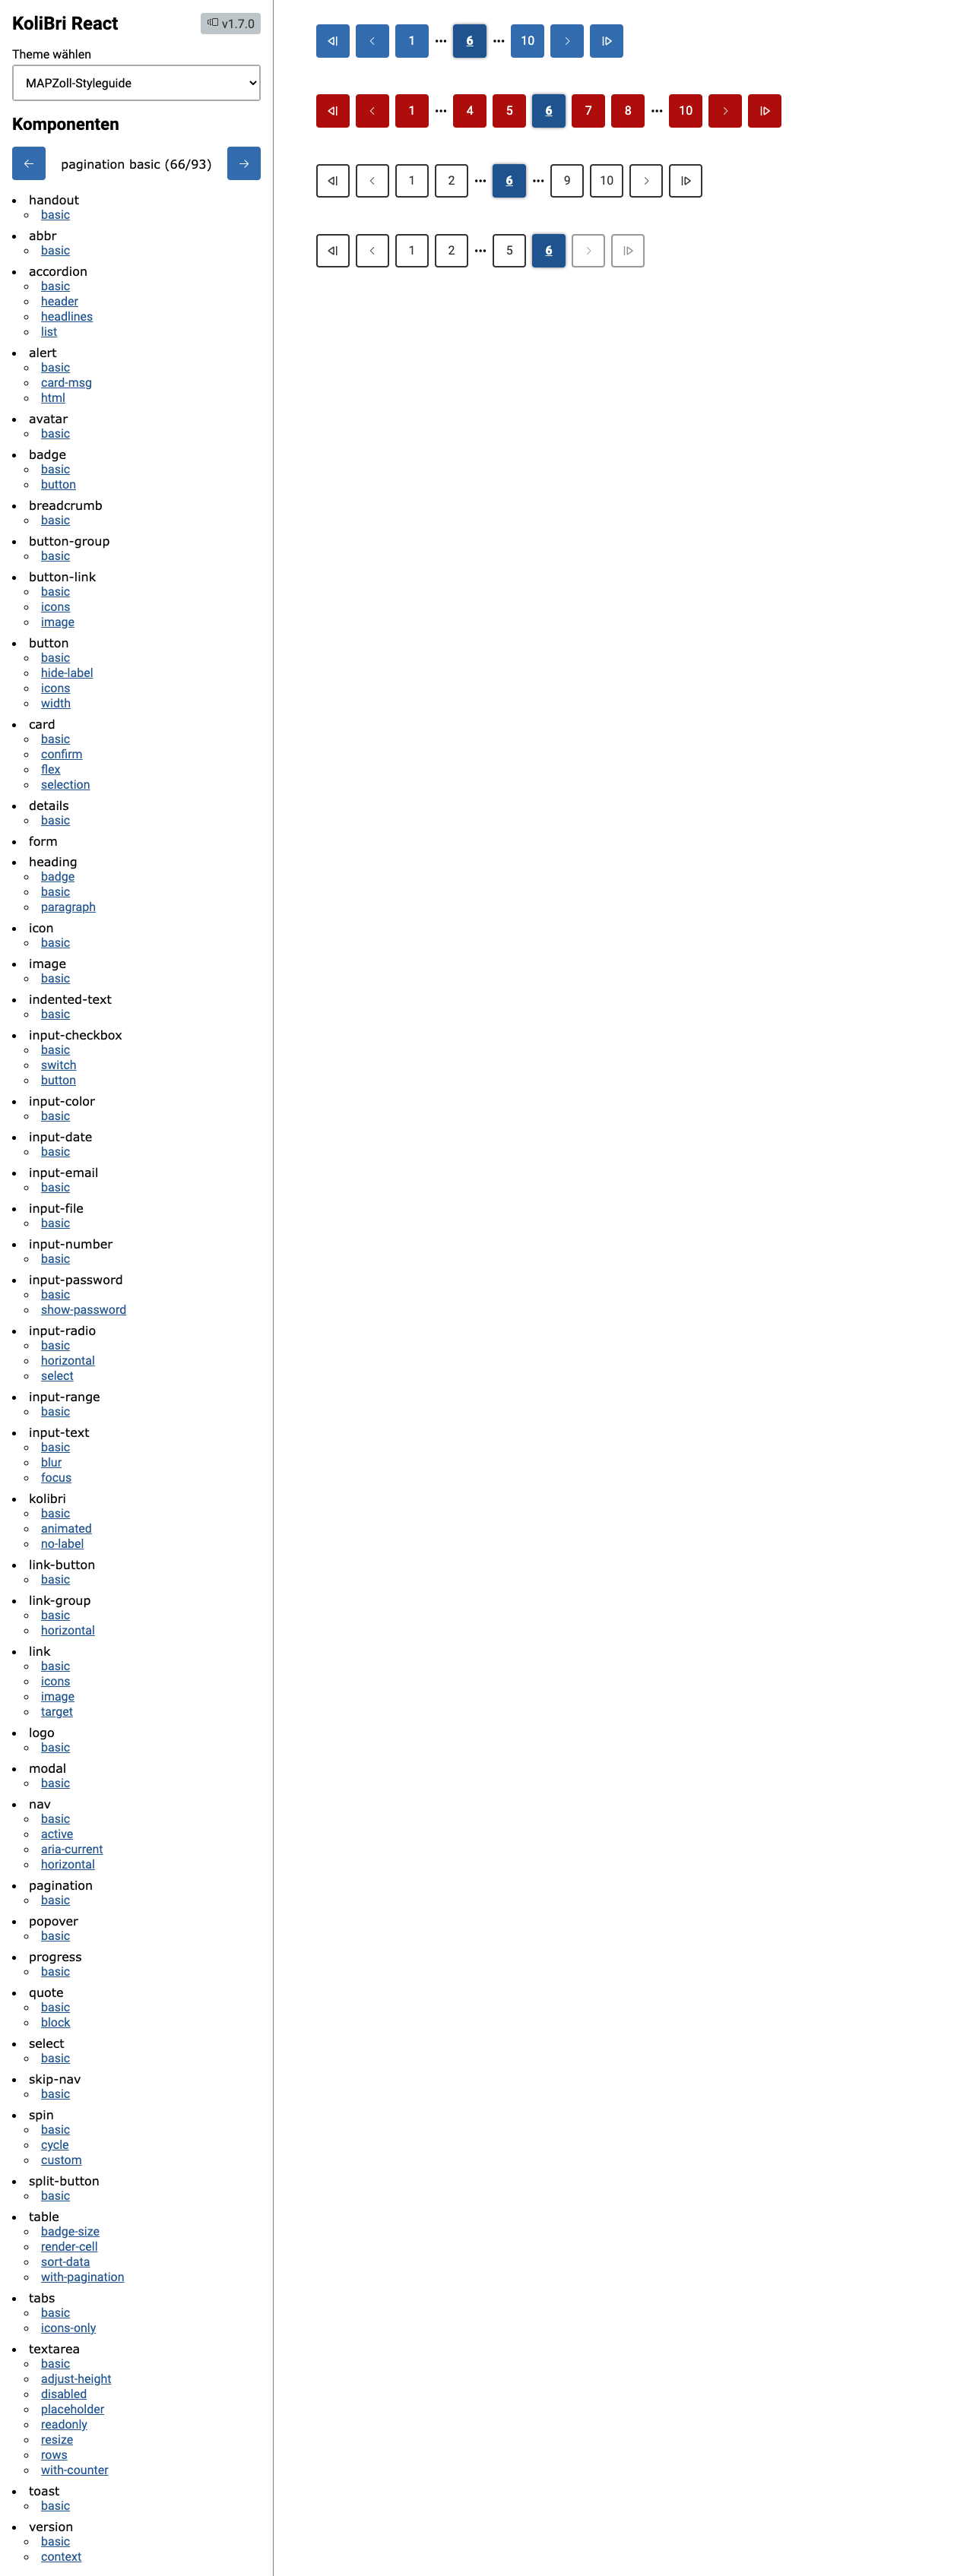 KoliBri React
v1.7.0
Theme wählen
MAPZoll-Styleguide
Komponenten
← pagination basic (66/93) →
handout
basic
abbr
basic
accordion
basic
header
headlines
list
alert
basic
card-msg
html
avatar
basic
badge
basic
button
breadcrumb
basic
button-group
basic
button-link
basic
icons
image
button
basic
hide-label
icons
width
card
basic
confirm
flex
selection
details
basic
form
heading
badge
basic
paragraph
icon
basic
image
basic
indented-text
basic
input-checkbox
basic
switch
button
input-color
basic
input-date
basic
input-email
basic
input-file
basic
input-number
basic
input-password
basic
show-password
input-radio
basic
horizontal
select
input-range
basic
input-text
basic
blur
focus
kolibri
basic
animated
no-label
link-button
basic
link-group
basic
horizontal
link
basic
icons
image
target
logo
basic
modal
basic
nav
basic
active
aria-current
horizontal
pagination
basic
popover
basic
progress
basic
quote
basic
block
select
basic
skip-nav
basic
spin
basic
cycle
custom
split-button
basic
table
badge-size
render-cell
sort-data
with-pagination
tabs
basic
icons-only
textarea
basic
adjust-height
disabled
placeholder
readonly
resize
rows
with-counter
toast
basic
version
basic
context
1 ••• 6 ••• 10
1 ••• 4 5 6 7 8 ••• 10
1 2 ••• 6 ••• 9 10
1 2 ••• 5 6